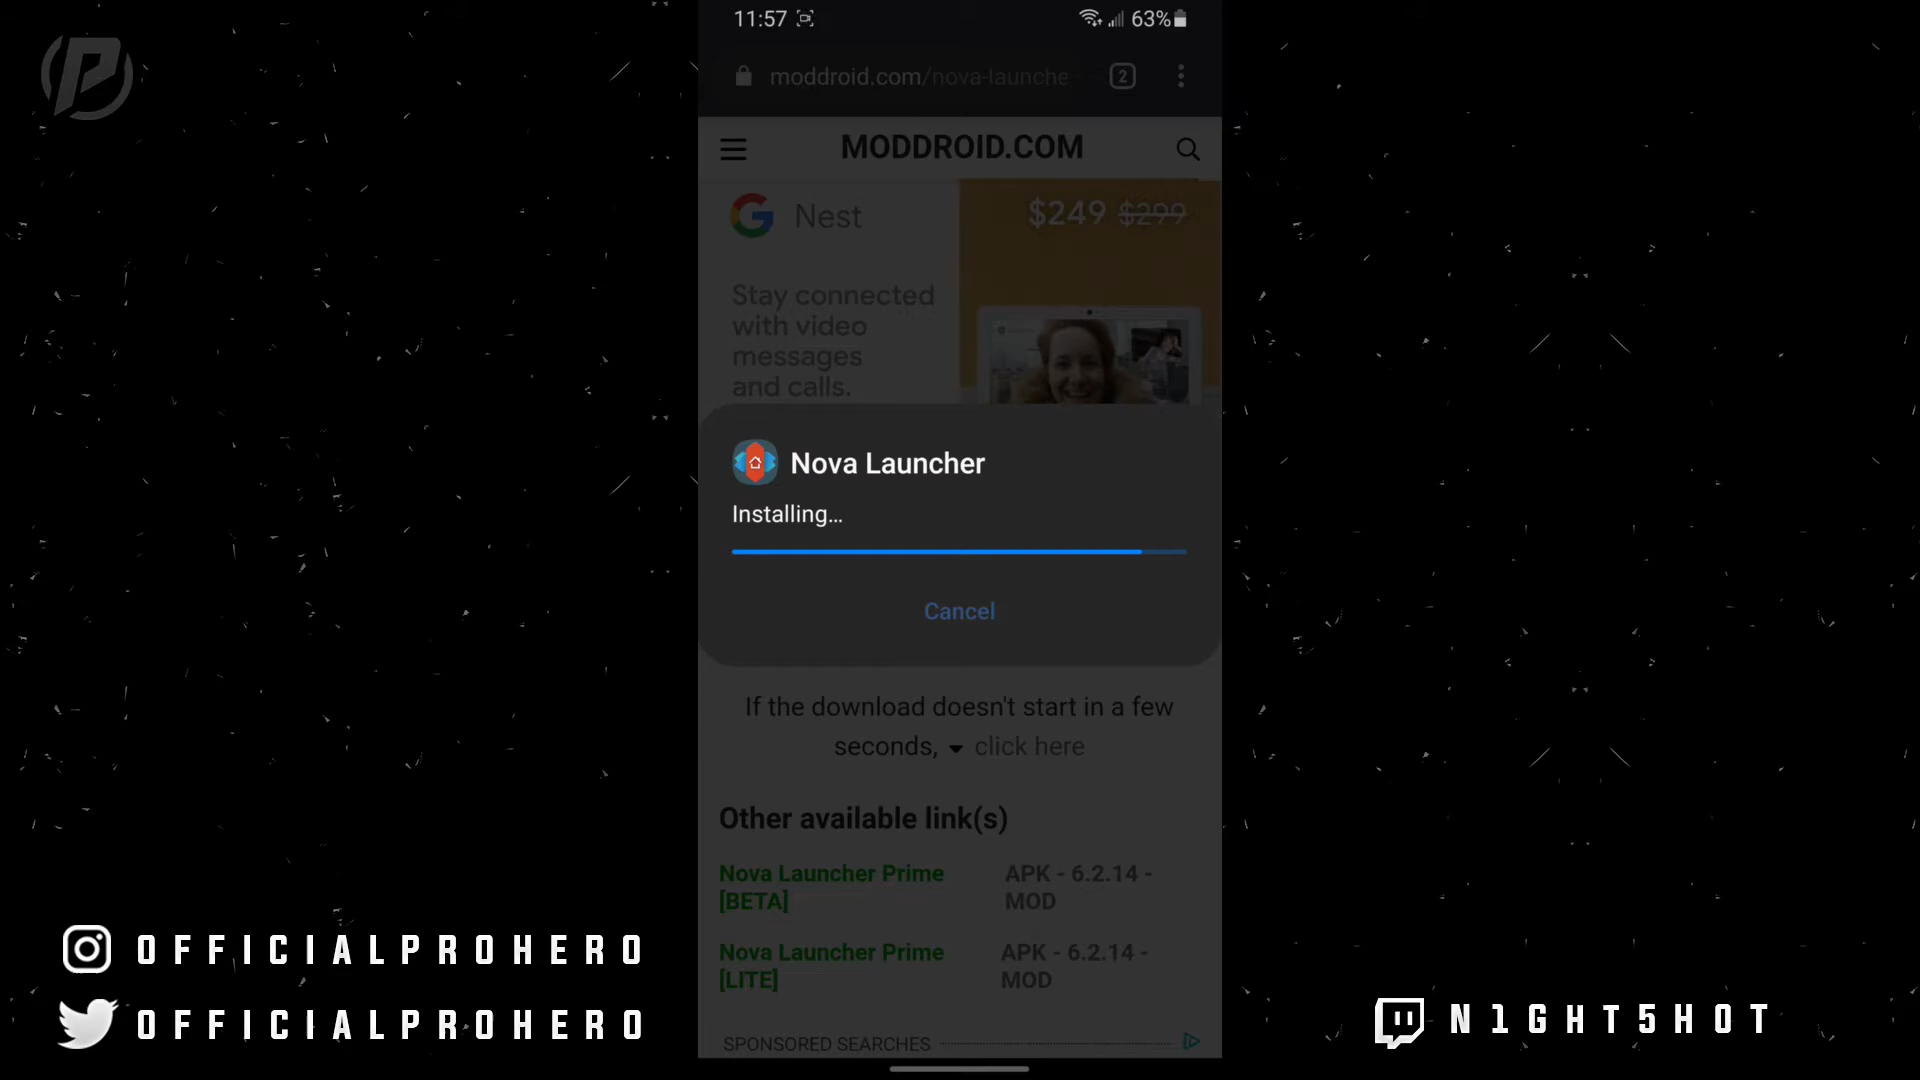 11:57 63%
moddroid.com/nova-launche
2
MODDROID.COM
Nest
$249 $299
Stay connected
with video
messages
and calls.
Nova Launcher
Installing...
Cancel
If the download doesn't start in a few
seconds, click here
Other available link(s)
Nova Launcher Prime
[BETA]
APK - 6.2.14 -
MOD
Nova Launcher Prime
[LITE]
APK - 6.2.14 -
MOD
SPONSORED SEARCHES
OFFICIALPROHERO
OFFICIALPROHERO
N1GHT5HOT